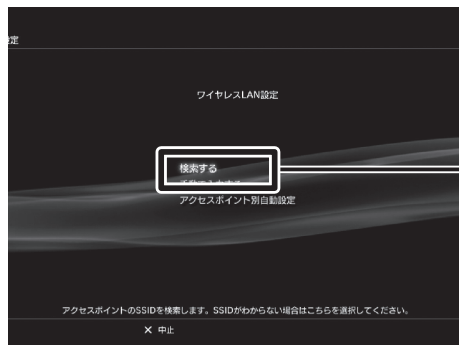 定
ワイヤレスLAN設定
検索する
アクセスポイント別自動設定
アクセスポイントのSSIDを検索します。SSIDがわからない場合はこちらを選択してください。
✕ 中止